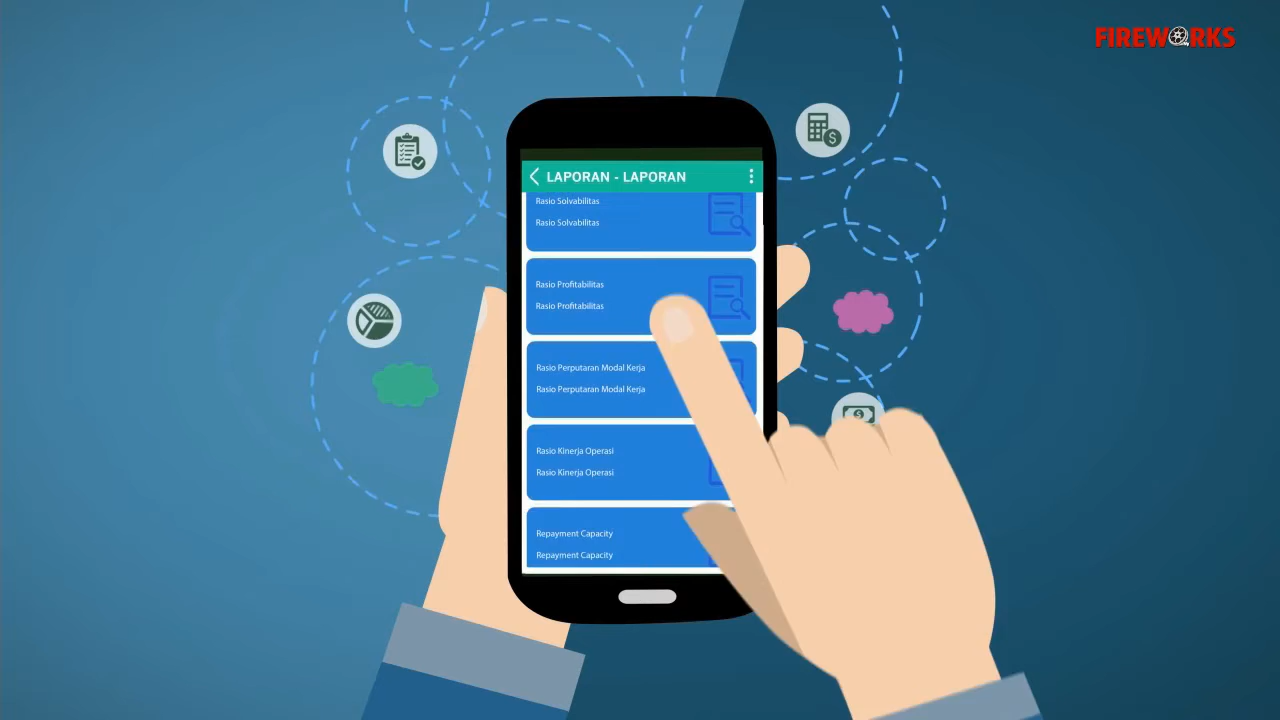 FIREWORKS
LAPORAN - LAPORAN
Rasio Solvabilitas
Rasio Solvabilitas
Rasio Profitabilitas
Rasio Profitabilitas
Rasio Perputaran Modal Kerja
Rasio Perputaran Modal Kerja
Rasio Kinerja Operasi
Rasio Kinerja Operasi
Repayment Capacity
Repayment Capacity